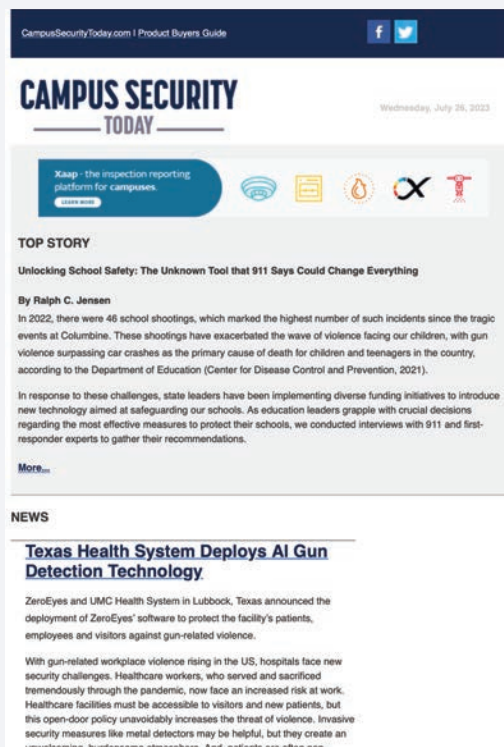 CampusSecurityToday.com | Product Buyers Guide
CAMPUS SECURITY
TODAY
Wednesday, July 26, 2023
Xaap - the inspection reporting
platform for campuses.
LEARN MORE
TOP STORY
Unlocking School Safety: The Unknown Tool that 911 Says Could Change Everything
By Ralph C. Jensen
In 2022, there were 46 school shootings, which marked the highest number of such incidents since the tragic
events at Columbine. These shootings have exacerbated the wave of violence facing our children, with gun
violence surpassing car crashes as the primary cause of death for children and teenagers in the country,
according to the Department of Education (Center for Disease Control and Prevention, 2021).
In response to these challenges, state leaders have been implementing diverse funding initiatives to introduce
new technology aimed at safeguarding our schools. As education leaders grapple with crucial decisions
regarding the most effective measures to protect their schools, we conducted interviews with 911 and first-
responder experts to gather their recommendations.
More...
NEWS
Texas Health System Deploys AI Gun
Detection Technology
ZeroEyes and UMC Health System in Lubbock, Texas announced the
deployment of ZeroEyes' software to protect the facility's patients,
employees and visitors against gun-related violence.
With gun-related workplace violence rising in the US, hospitals face new
security challenges. Healthcare workers, who served and sacrificed
tremendously through the pandemic, now face an increased risk at work.
Healthcare facilities must be accessible to visitors and new patients, but
this open-door policy unavoidably increases the threat of violence. Invasive
security measures like metal detectors may be helpful, but they create an